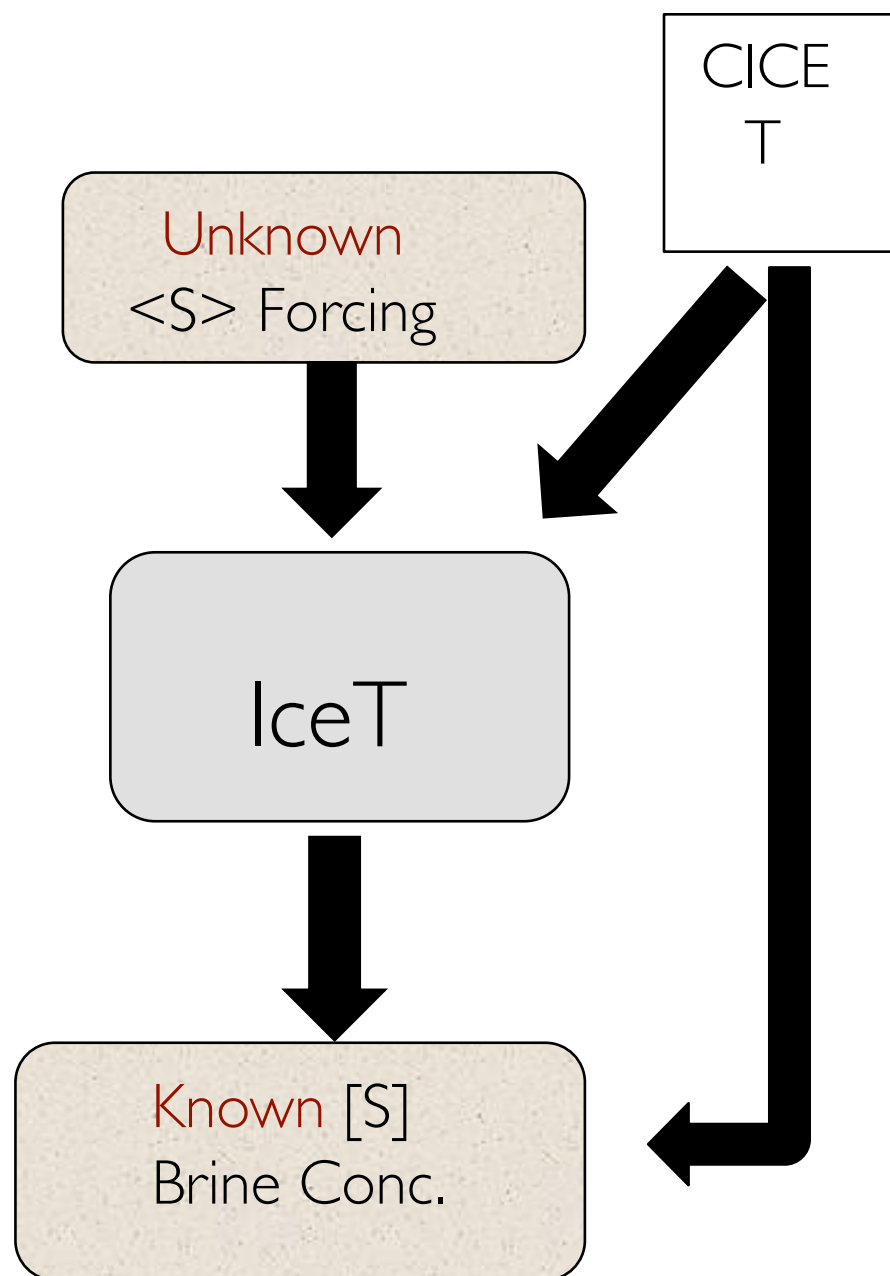 CICE
T
Unknown
<S> Forcing
IceT
Known [S]
Brine Conc.